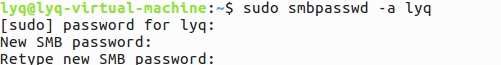 lyq@lyq-virtual-machine:~$ sudo smbpasswd -a lyq
[sudo] password for lyq:
New SMB password:
Retype new SMB password: